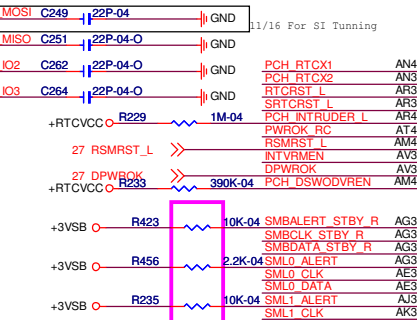 MOSI C249 22P-04 GND
11/16 For SI Tunning
MISO C251 22P-04-O GND
IO2 C262 22P-04-O GND
IO3 C264 22P-04-O GND
PCH_RTCX1 AN4
PCH_RTCX2 AN3
RTCRST_L AR3
SRTCRST_L AR3
+RTCVCC R229 1M-04 PCH_INTRUDER_L AR4
PWROK_RC AT4
27 RSMRST_L RSMRST_L AM4
INTVRMEN AV3
27 DPWROK DPWROK AV3
+RTCVCC R233 390K-04 PCH_DSWODVREN AM4
+3VSB R423 10K-04 SMBALERT_STBY_R AG3
SMBCLK_STBY_R AG3
SMBDATA_STBY_R AG3
+3VSB R456 2.2K-04 SML0_ALERT AG3
SML0_CLK AE3
SML0_DATA AE3
+3VSB R235 10K-04 SML1_ALERT AJ3
SML1_CLK AK3